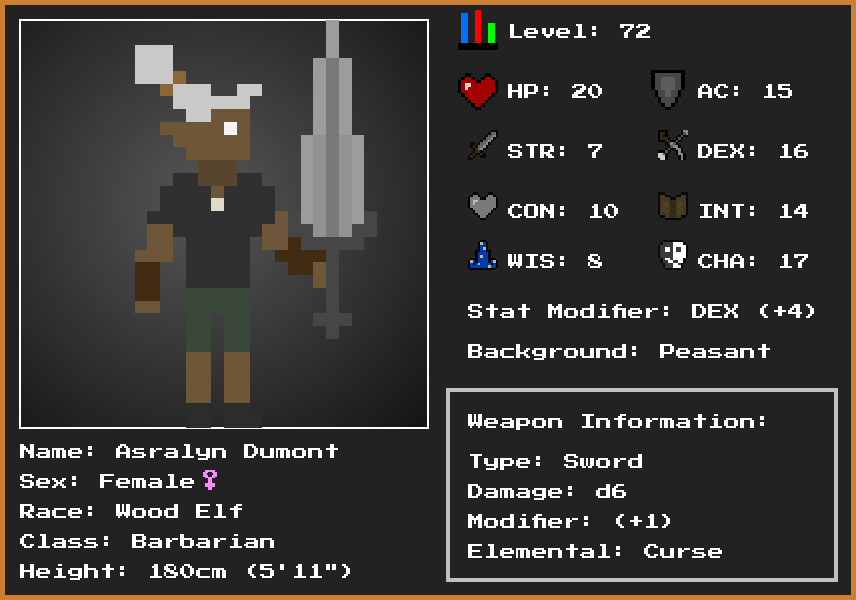 Level: 72
HP: 20 AC: 15
STR: 7 DEX: 16
CON: 10 INT: 14
WIS: 8 CHA: 17
Stat Modifier: DEX (+4)
Background: Peasant
Weapon Information:
Type: Sword
Damage: d6
Modifier: (+1)
Elemental: Curse
Name: Asralyn Dumont
Sex: Female♀
Race: Wood Elf
Class: Barbarian
Height: 180cm (5'11")